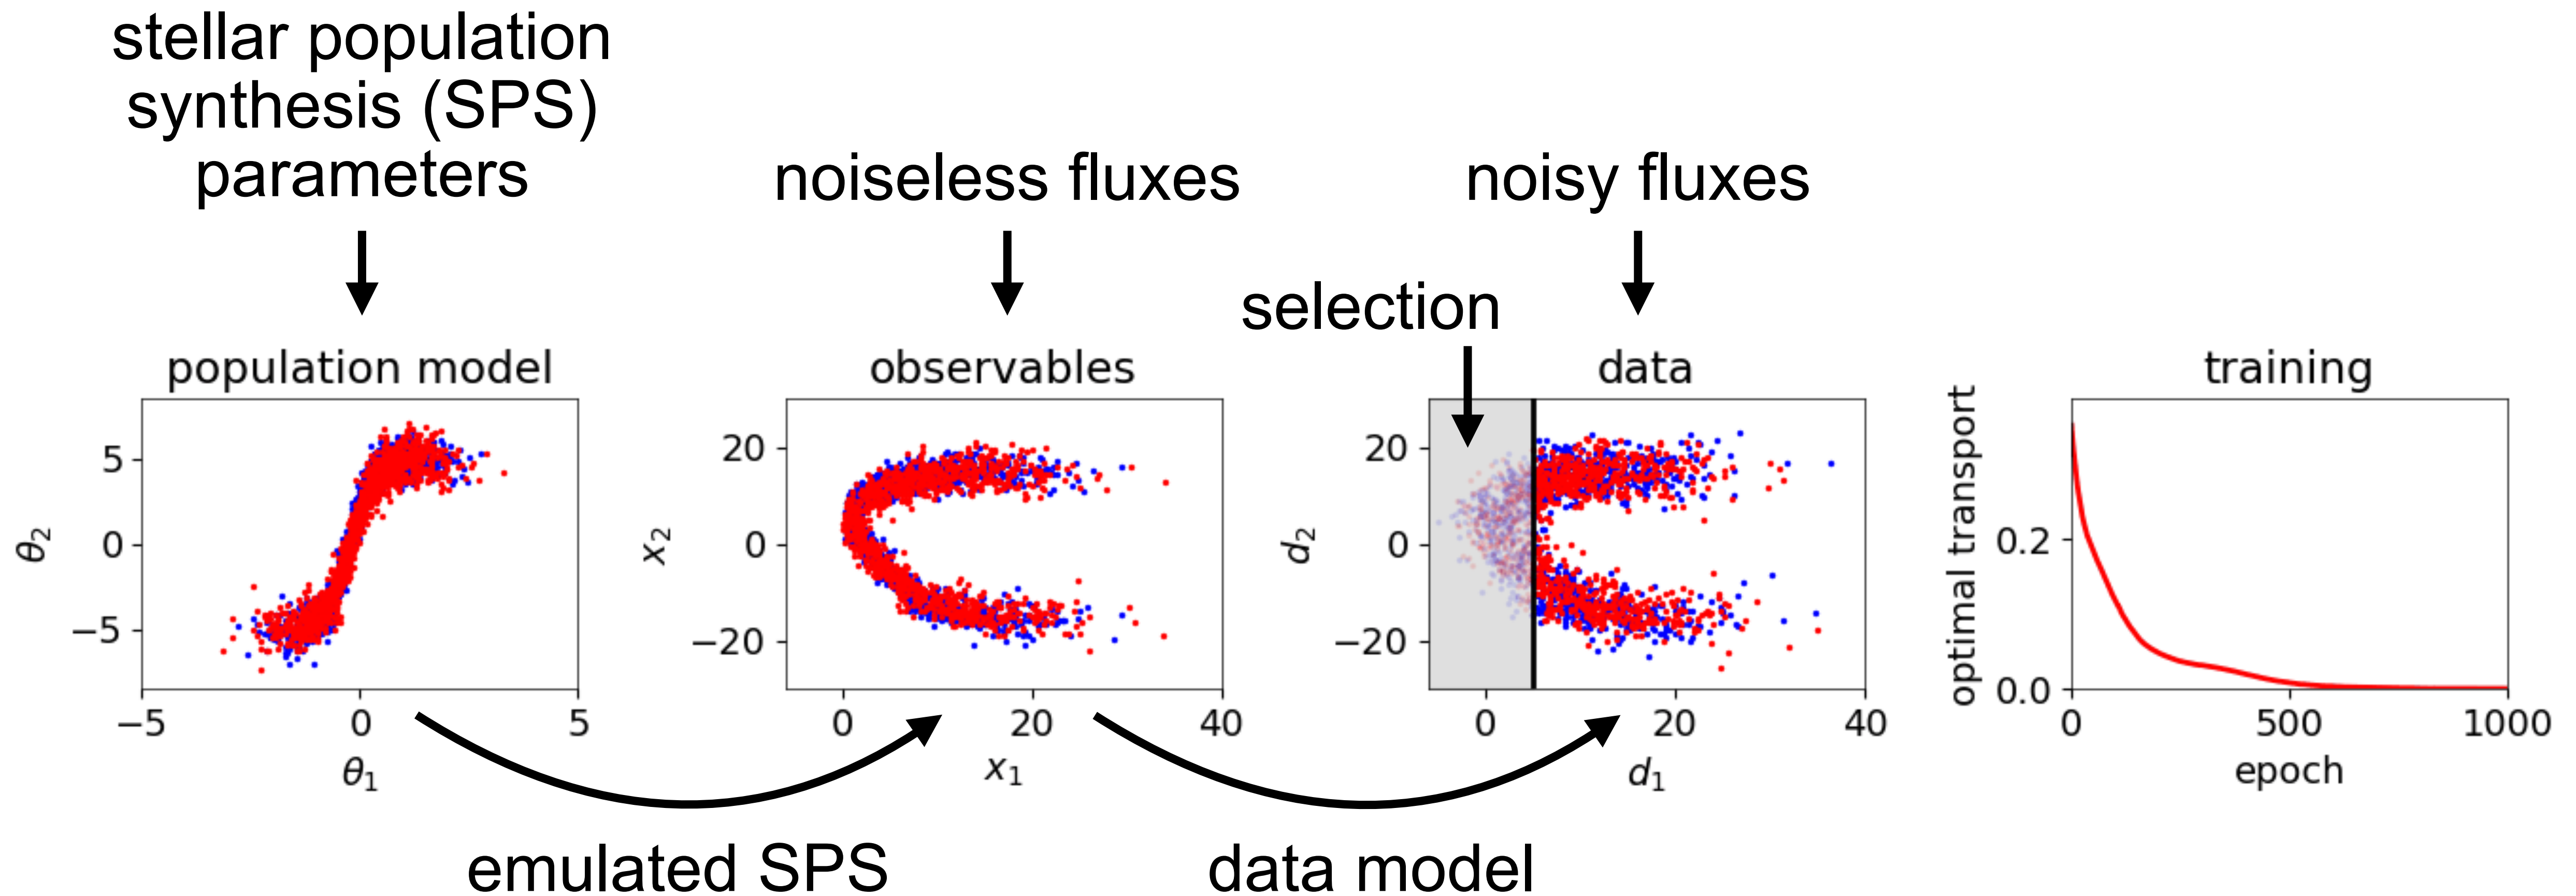 stellar population
synthesis (SPS)
parameters
noiseless fluxes
noisy fluxes
selection
population model
observables
data
training
5
0
−5
θ₂
−5
0
5
θ₁
20
0
−20
x₂
0
20
40
x₁
20
0
−20
d₂
0
20
40
d₁
0.2
0.0
optimal transport
0
500
1000
epoch
emulated SPS
data model